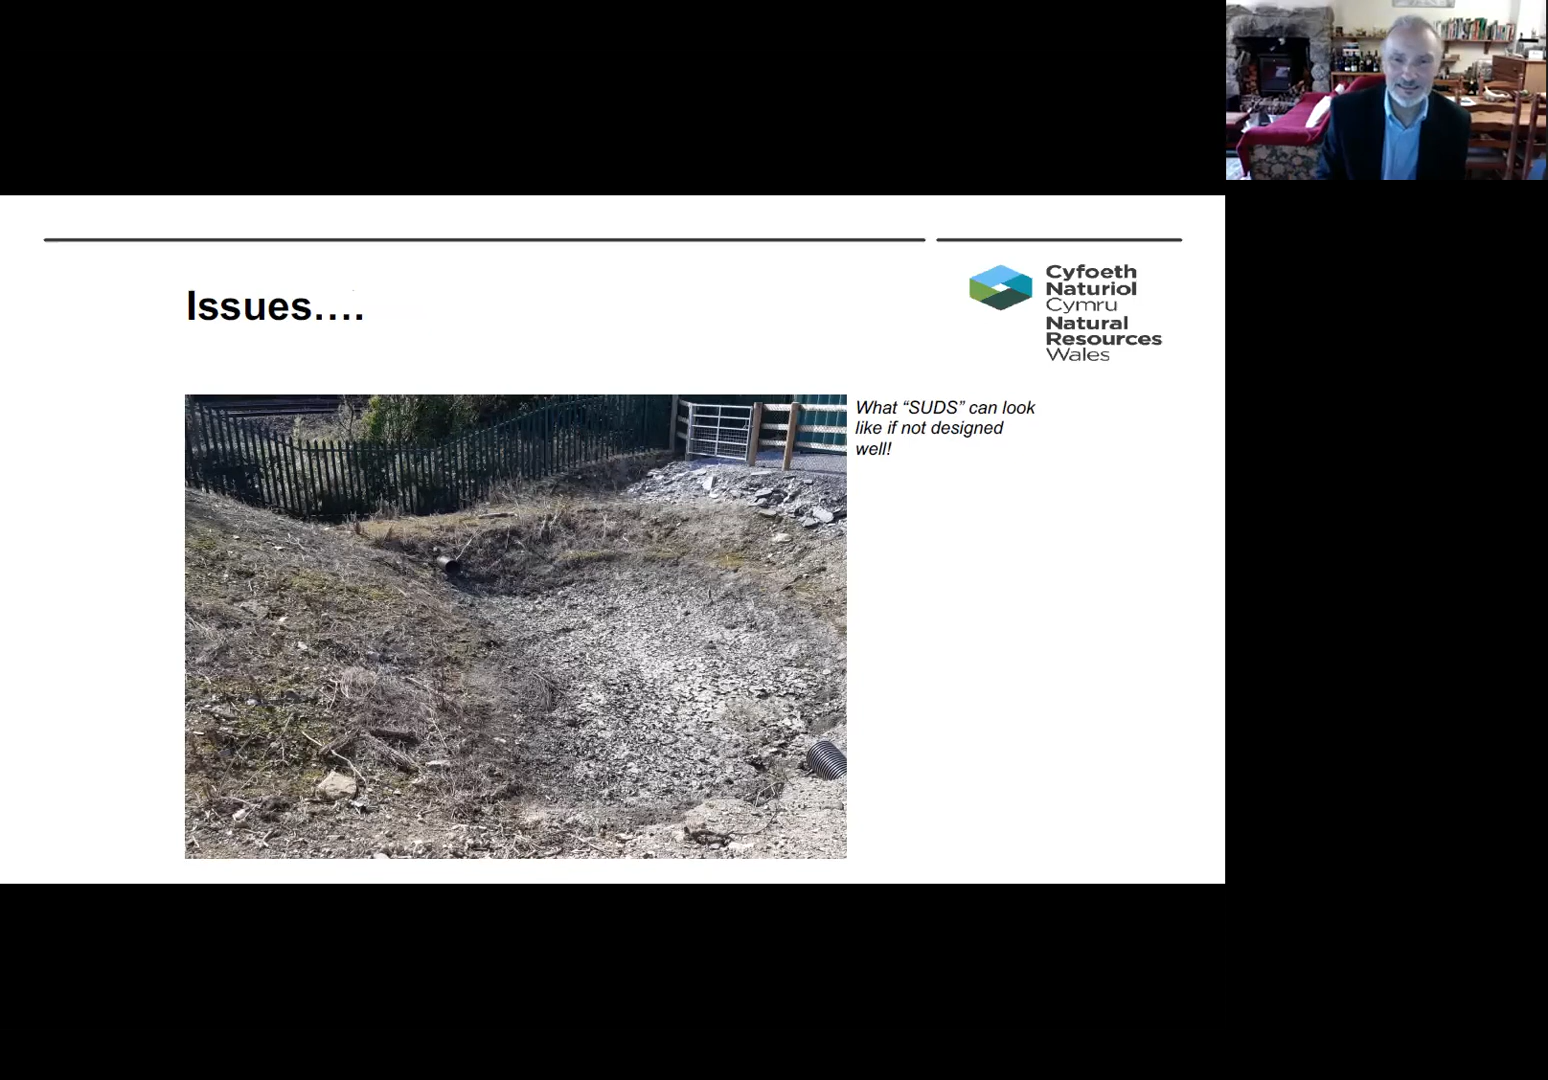 Issues....
Cyfoeth
Naturiol
Cymru
Natural
Resources
Wales
What “SUDS” can look
like if not designed
well!